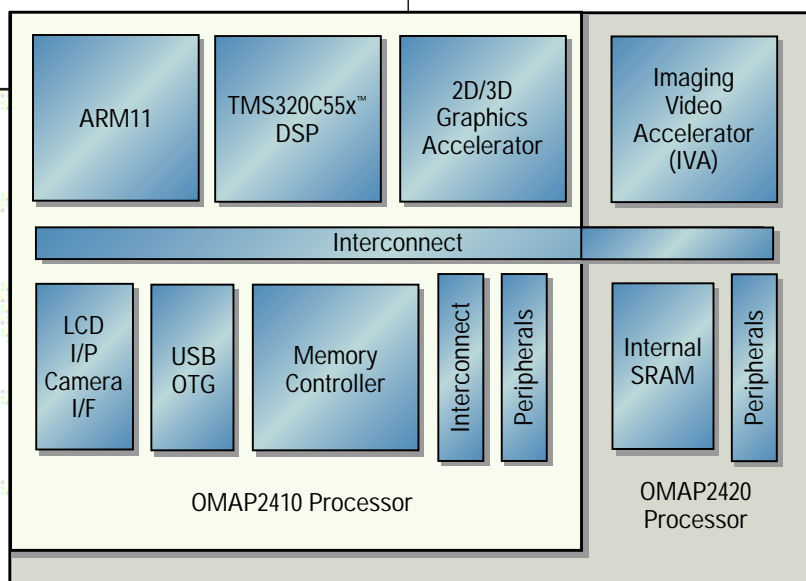 ARM11
TMS320C55x™
DSP
2D/3D
Graphics
Accelerator
Imaging
Video
Accelerator
(IVA)
Interconnect
LCD
I/P
Camera
I/F
USB
OTG
Memory
Controller
Interconnect
Peripherals
Internal
SRAM
Peripherals
OMAP2410 Processor
OMAP2420
Processor